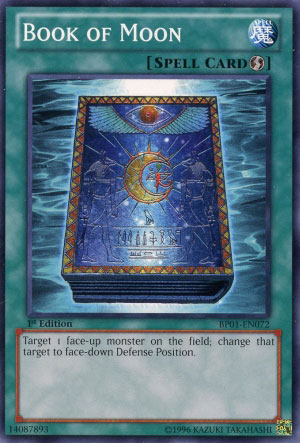 BOOK OF MOON
魔
[SPELL CARD]
1st Edition
BP01-EN072
Target 1 face-up monster on the field; change that
target to face-down Defense Position.
14087893
©1996 KAZUKI TAKAHASHI